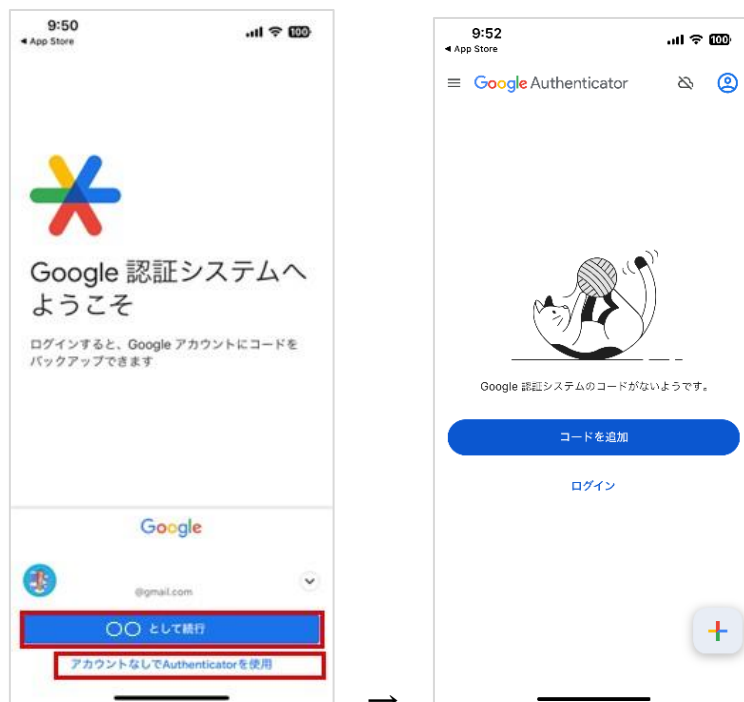 9:50
◀ App Store
100
Google 認証システムへ
ようこそ
ログインすると、Google アカウントにコードを
バックアップできます
Google
@gmail.com
〇〇 として続行
アカウントなしでAuthenticatorを使用
→
9:52
◀ App Store
100
Google Authenticator
Google 認証システムのコードがないようです。
コードを追加
ログイン